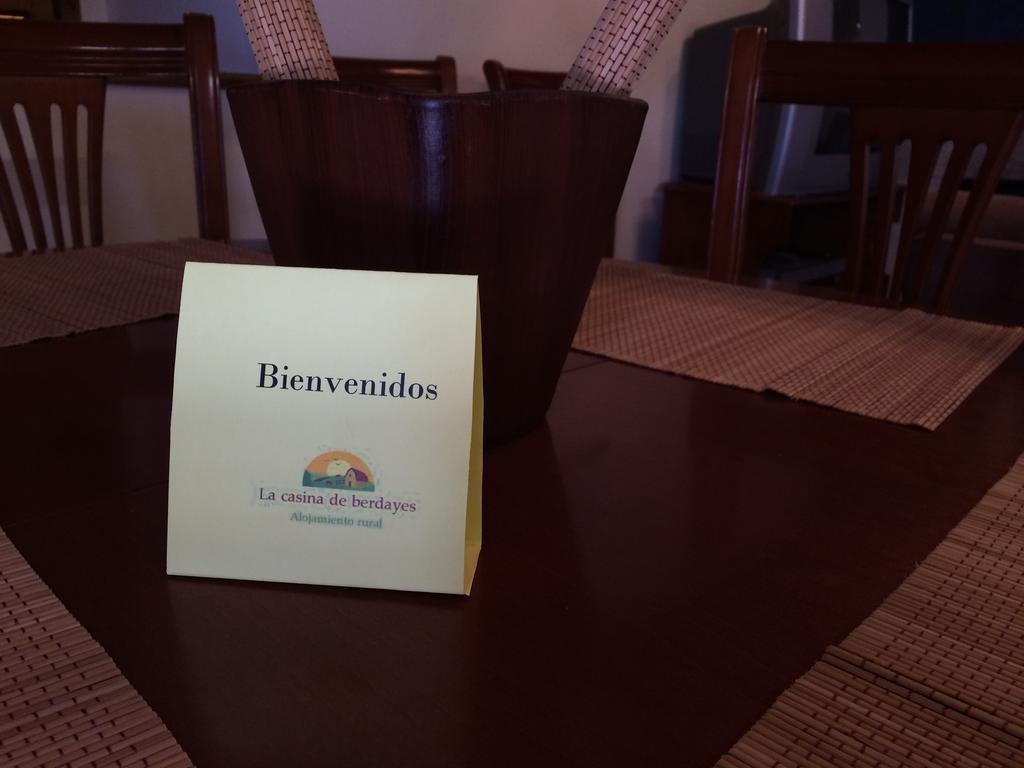 Bienvenidos
La casina de berdayes
Alojamiento rural